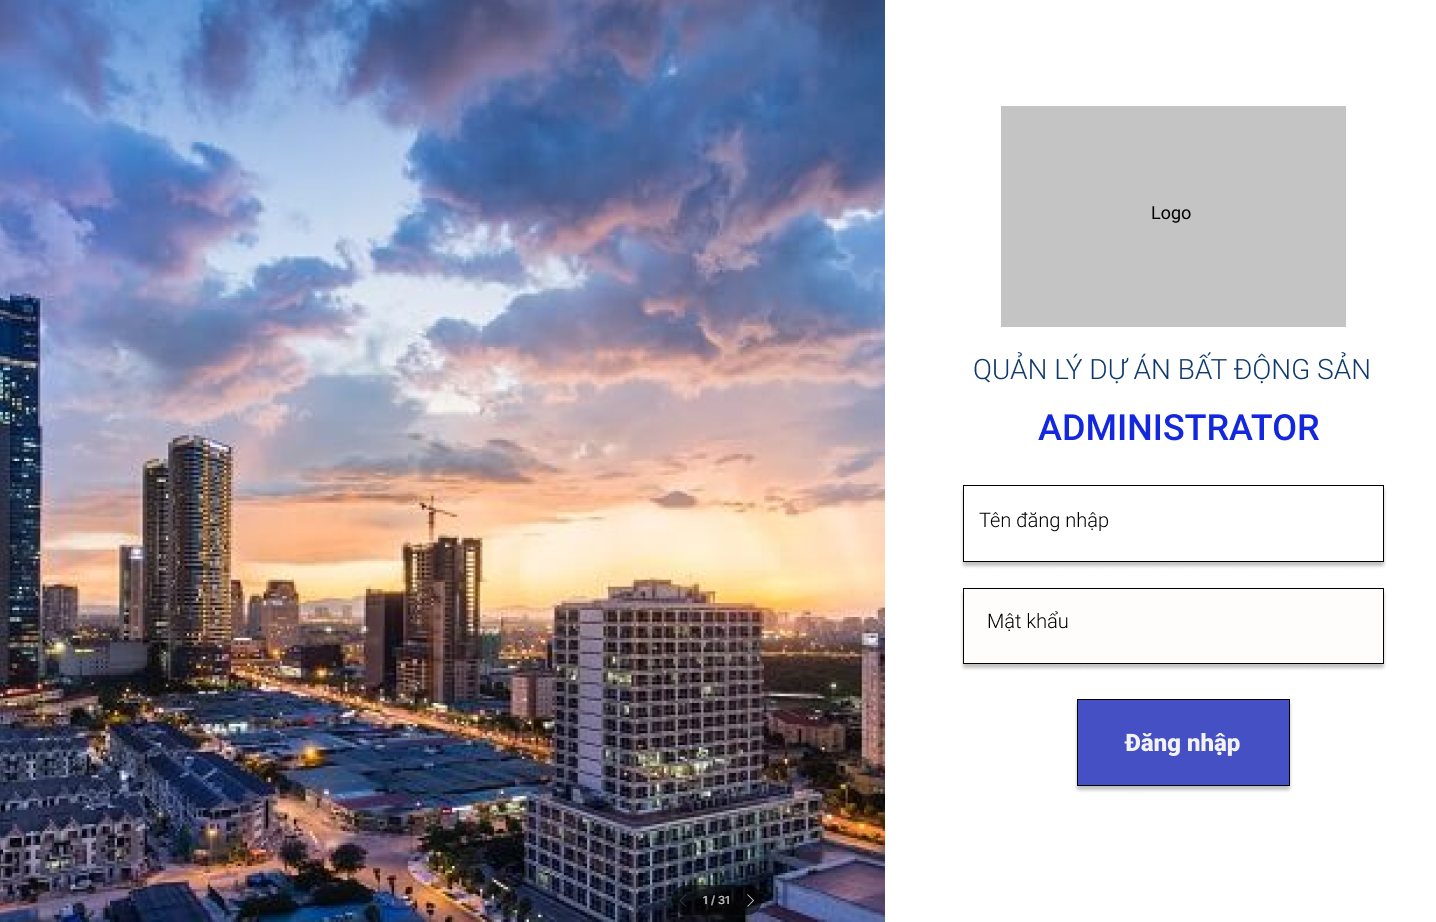 Logo
QUẢN LÝ DỰ ÁN BẤT ĐỘNG SẢN
ADMINISTRATOR
Tên đăng nhập
Mật khẩu
Đăng nhập
1 / 31